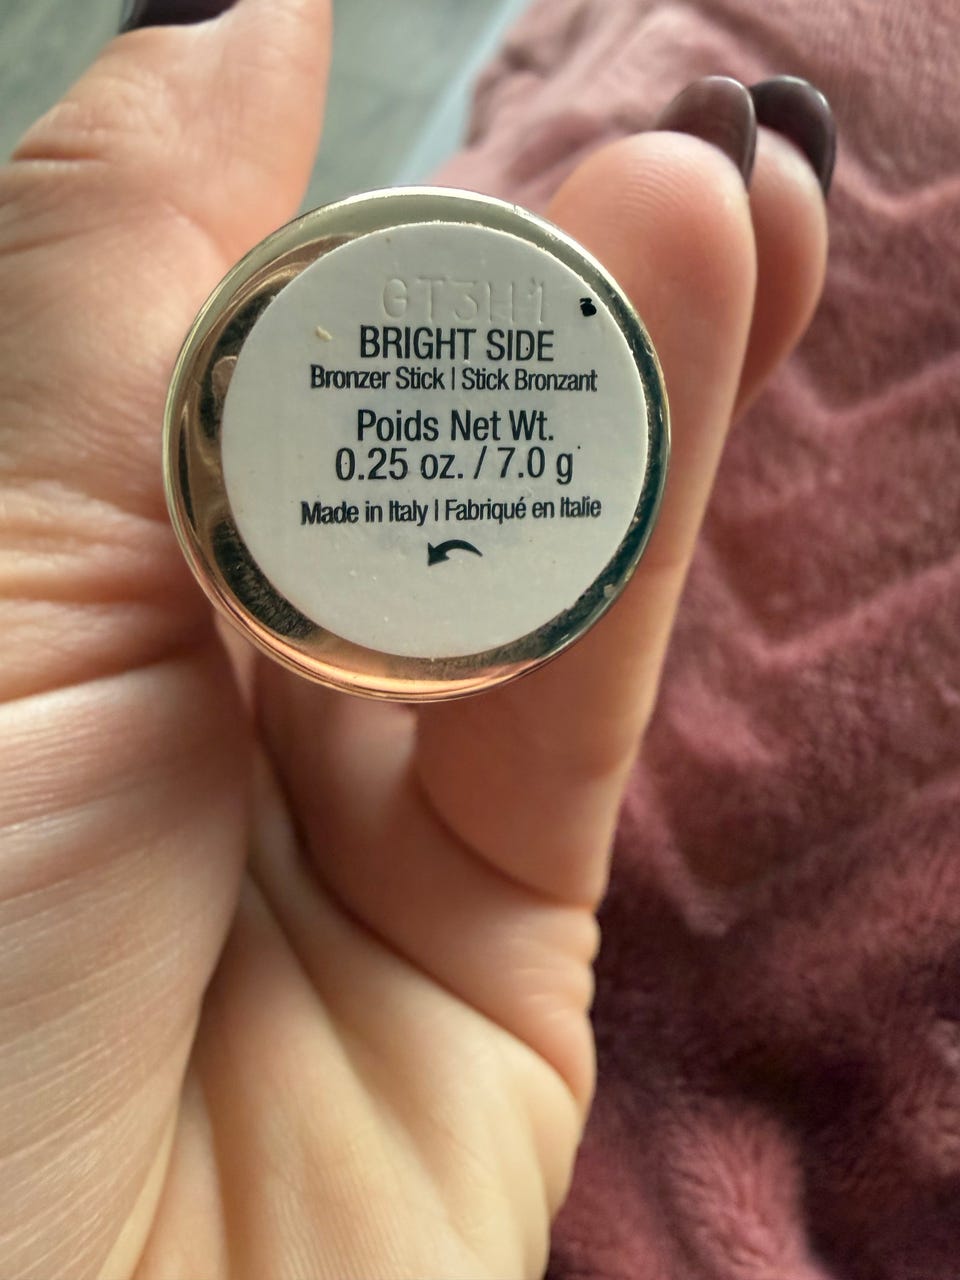 GT3H1
BRIGHT SIDE
Bronzer Stick | Stick Bronzant
Poids Net Wt.
0.25 oz. / 7.0 g
Made in Italy | Fabriqué en Italie